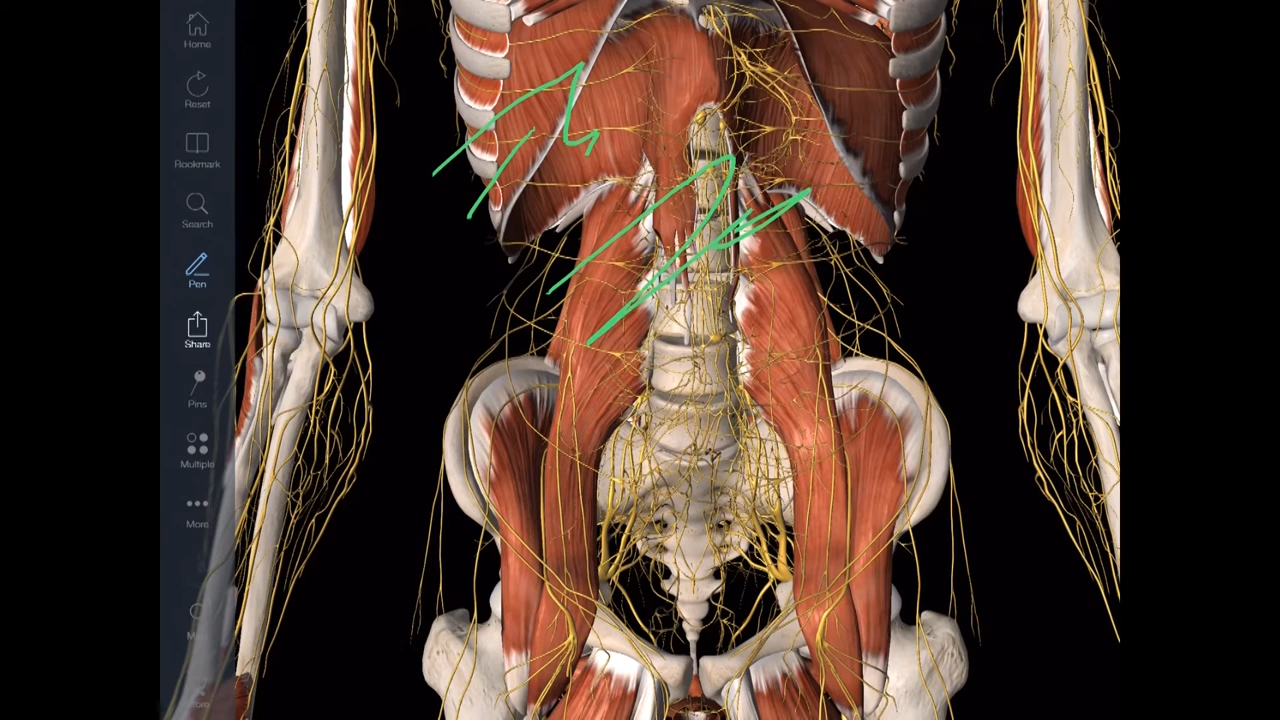 Home
Reset
Bookmark
Search
Pen
Share
Pins
Multiple
More